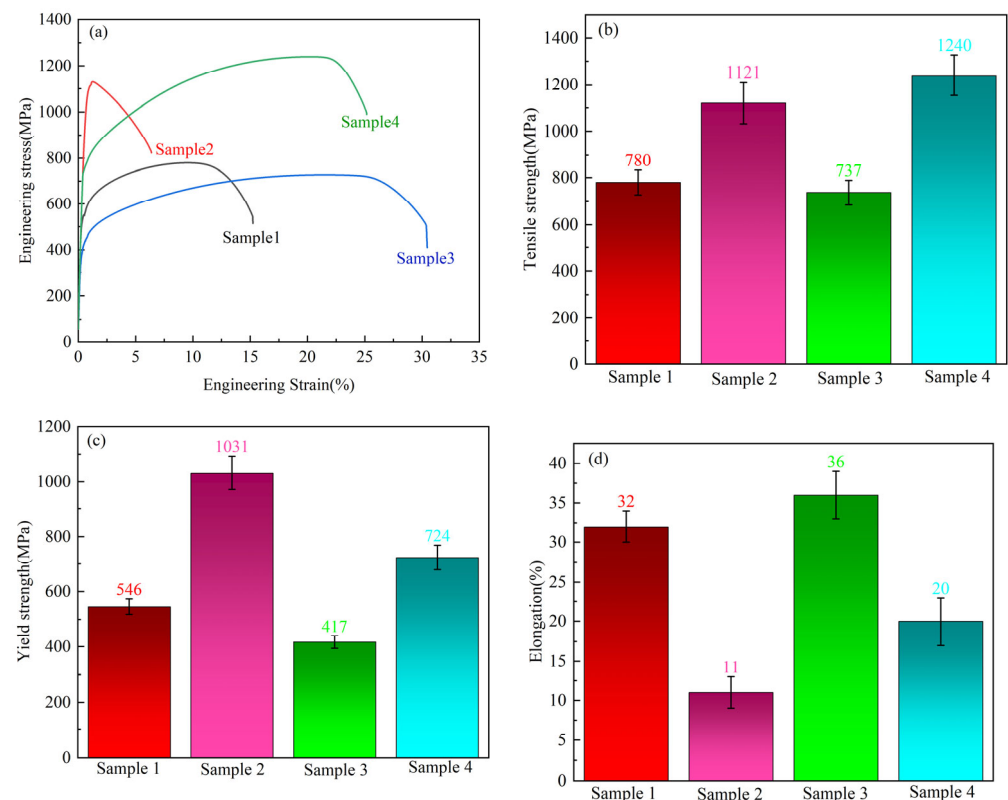 (a)
1400
1200
1000
800
600
400
200
0
Engineering stress(MPa)
Sample4
Sample2
Sample1
Sample3
0 5 10 15 20 25 30 35
Engineering Strain(%)
(b)
1400
1200
1000
800
600
400
200
0
Tensile strength(MPa)
780
1121
737
1240
Sample 1 Sample 2 Sample 3 Sample 4
(c)
1200
1000
800
600
400
200
0
Yield strength(MPa)
546
1031
417
724
Sample 1 Sample 2 Sample 3 Sample 4
(d)
40
35
30
25
20
15
10
5
0
Elongation(%)
32
11
36
20
Sample 1 Sample 2 Sample 3 Sample 4